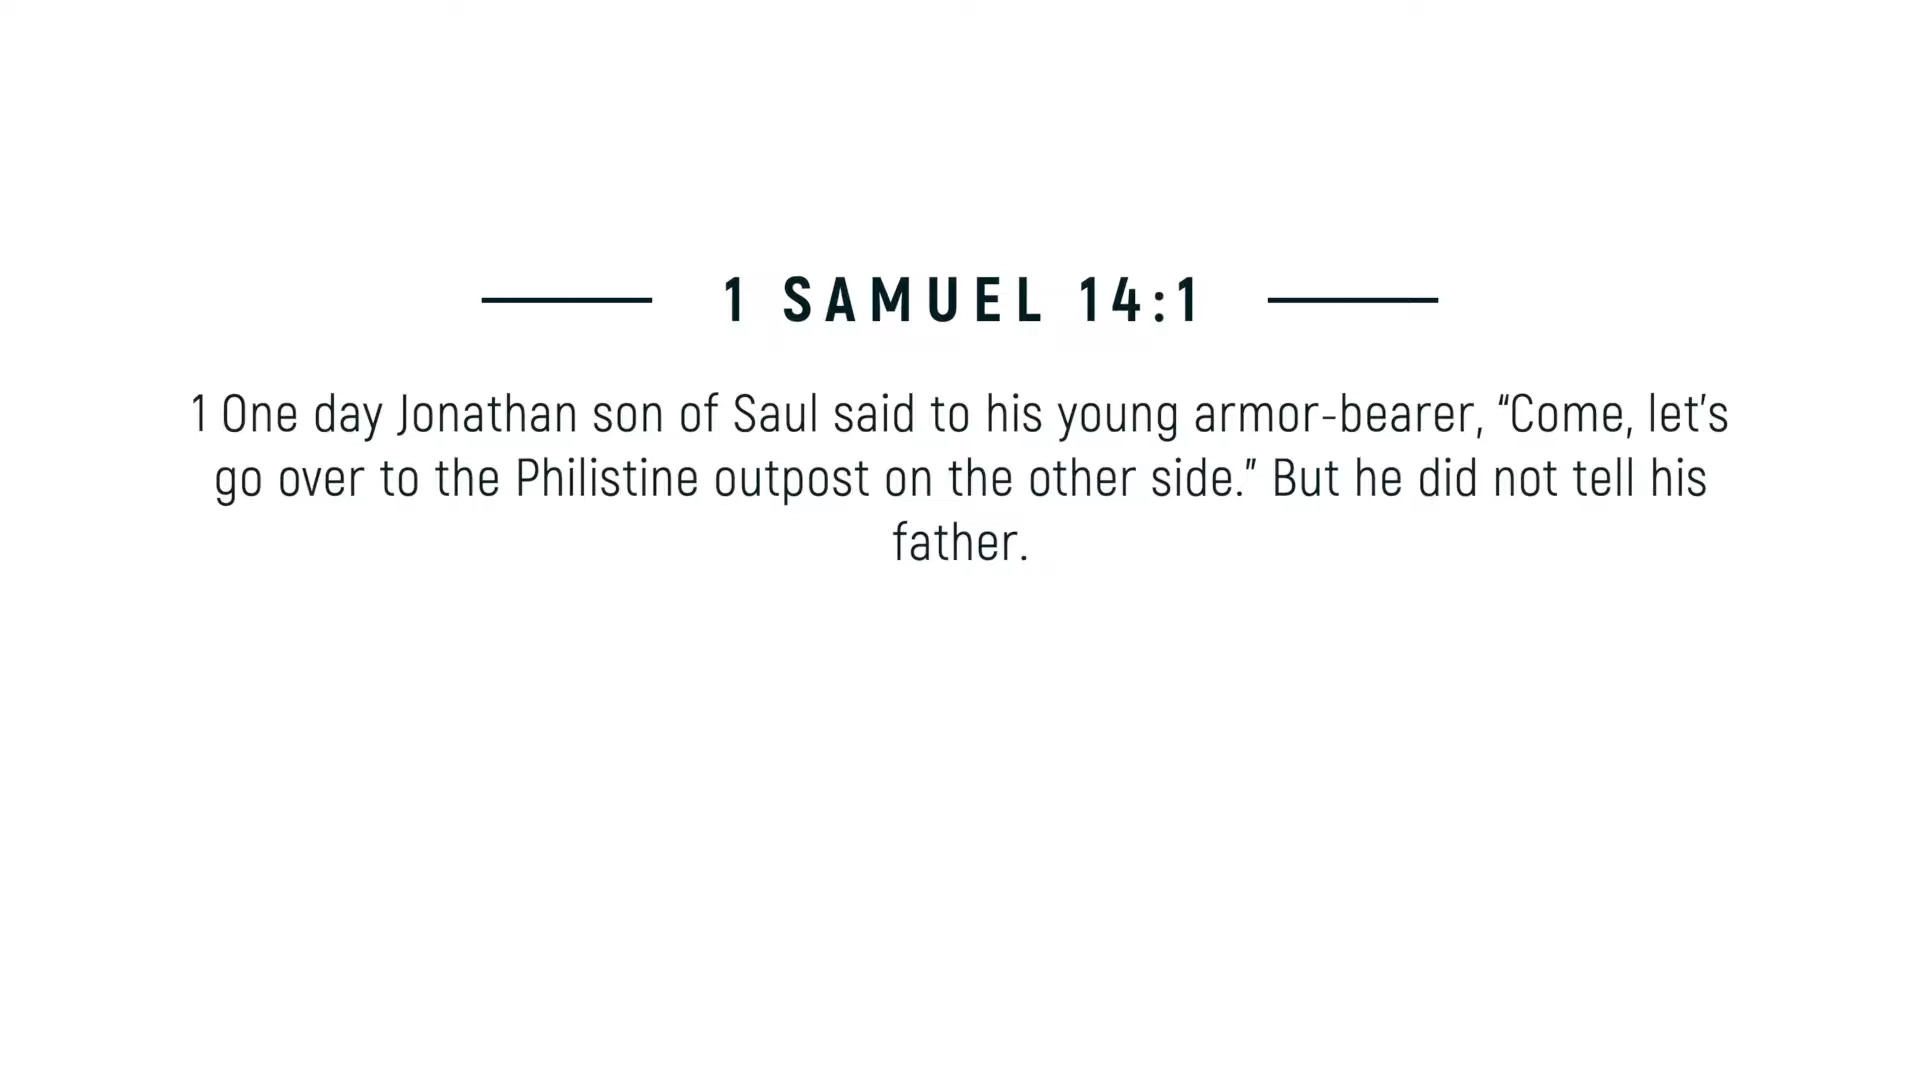 1 SAMUEL 14:1
1 One day Jonathan son of Saul said to his young armor-bearer, “Come, let’s
go over to the Philistine outpost on the other side.” But he did not tell his
father.